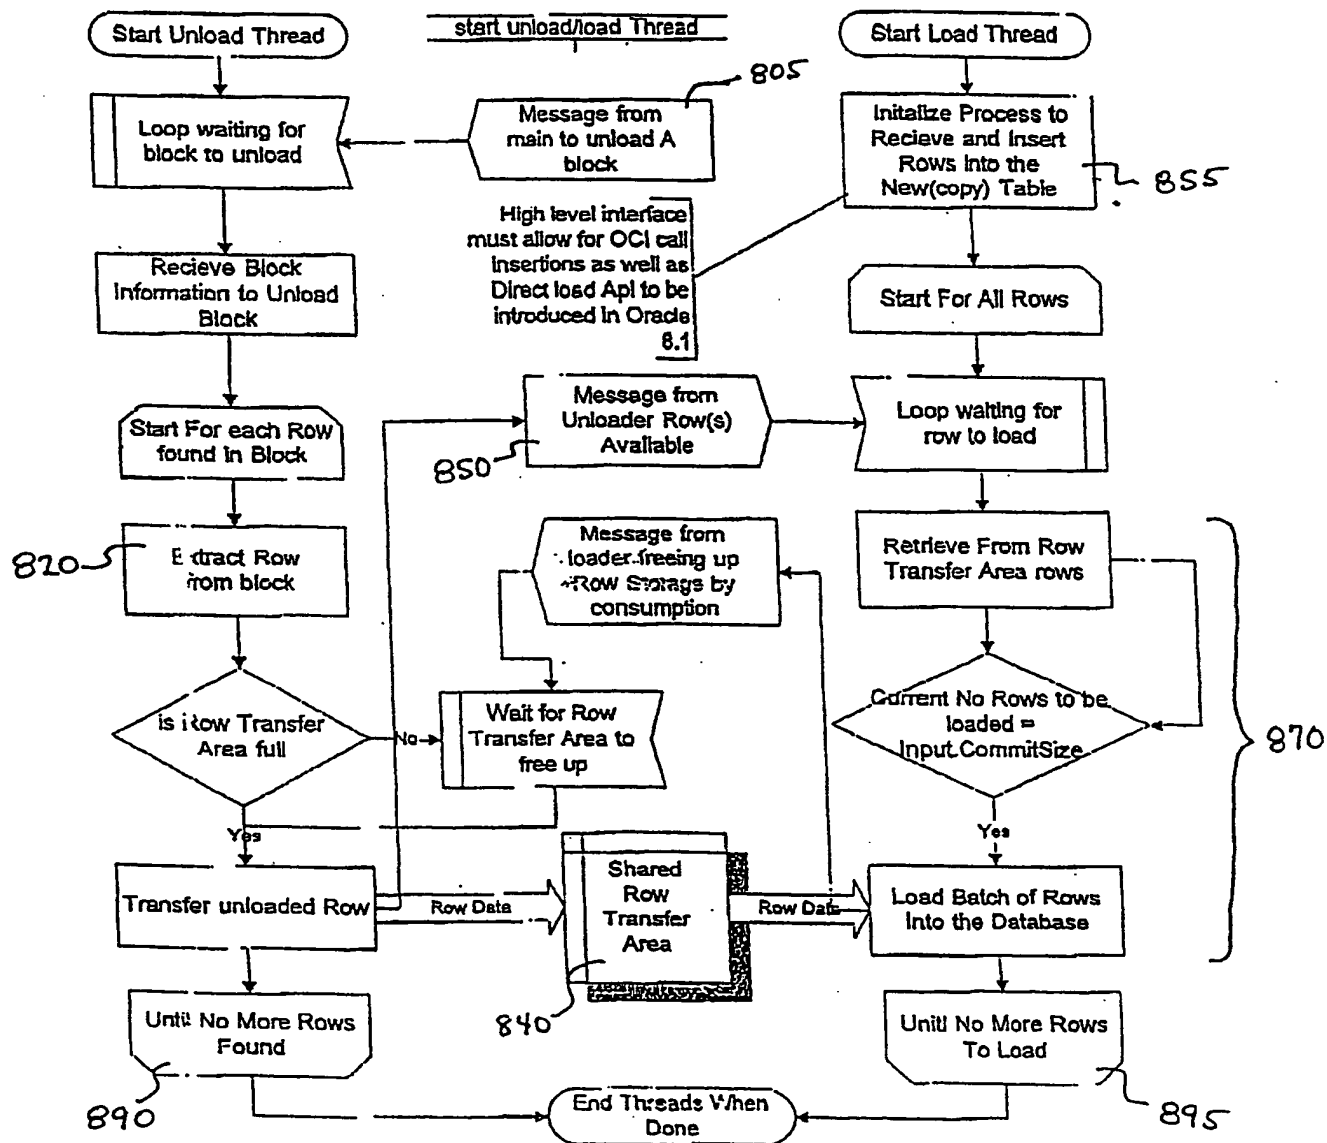 Start Unload Thread
start unload/load Thread
Start Load Thread
805
Loop waiting for
block to unload
Message from
main to unload A
block
Initalize Process to
Recieve and Insert
Rows Into the
New(copy) Table
855
High level interface
must allow for OCI call
insertions as well as
Direct load Api to be
introduced in Oracle
8.1
Recieve Block
Information to Unload
Block
Start For All Rows
Start For each Row
found in Block
Message from
Unloader Row(s)
Available
850
Loop waiting for
row to load
820
Extract Row
from block
Message from
loader freeing up
Row Storage by
consumption
Retrieve From Row
Transfer Area rows
is Row Transfer
Area full
No
Wait for Row
Transfer Area to
free up
Current No Rows to be
loaded =
Input.CommitSize
870
Yes
Yes
Transfer unloaded Row
Row Data
Shared
Row
Transfer
Area
Row Data
Load Batch of Rows
Into the Database
840
Until No More Rows
Found
890
Unitl No More Rows
To Load
895
End Threads When
Done